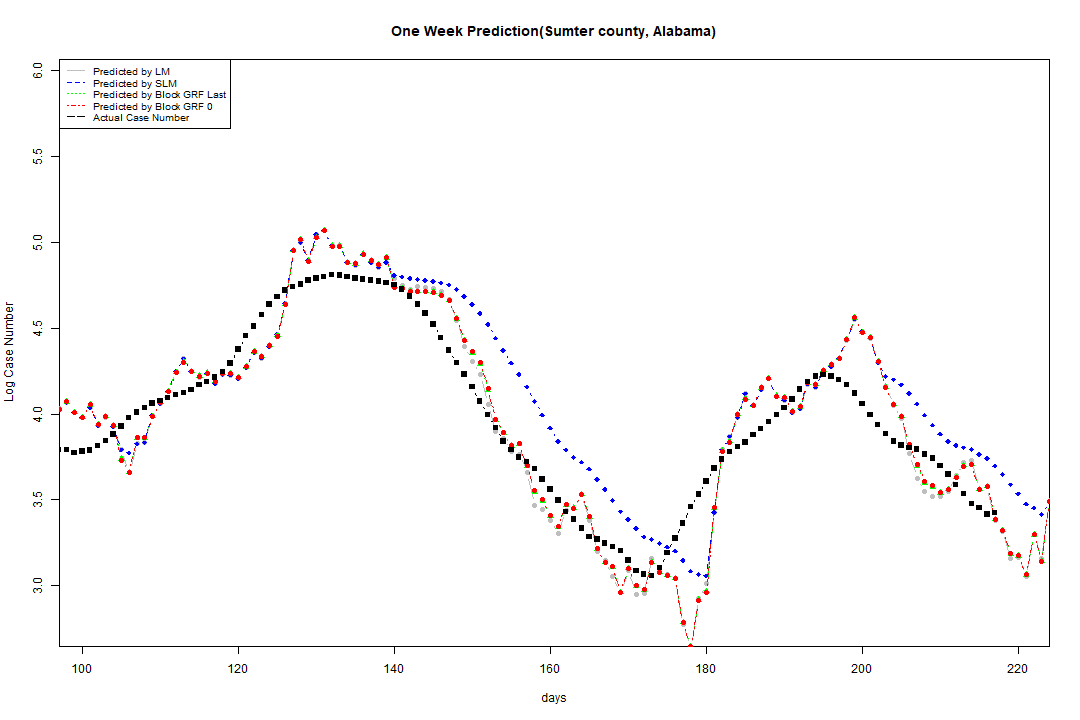 One Week Prediction(Sumter county, Alabama)
Predicted by LM
Predicted by SLM
Predicted by Block GRF Last
Predicted by Block GRF 0
Actual Case Number
6.0
5.5
5.0
4.5
4.0
3.5
3.0
Log Case Number
100 120 140 160 180 200 220
days